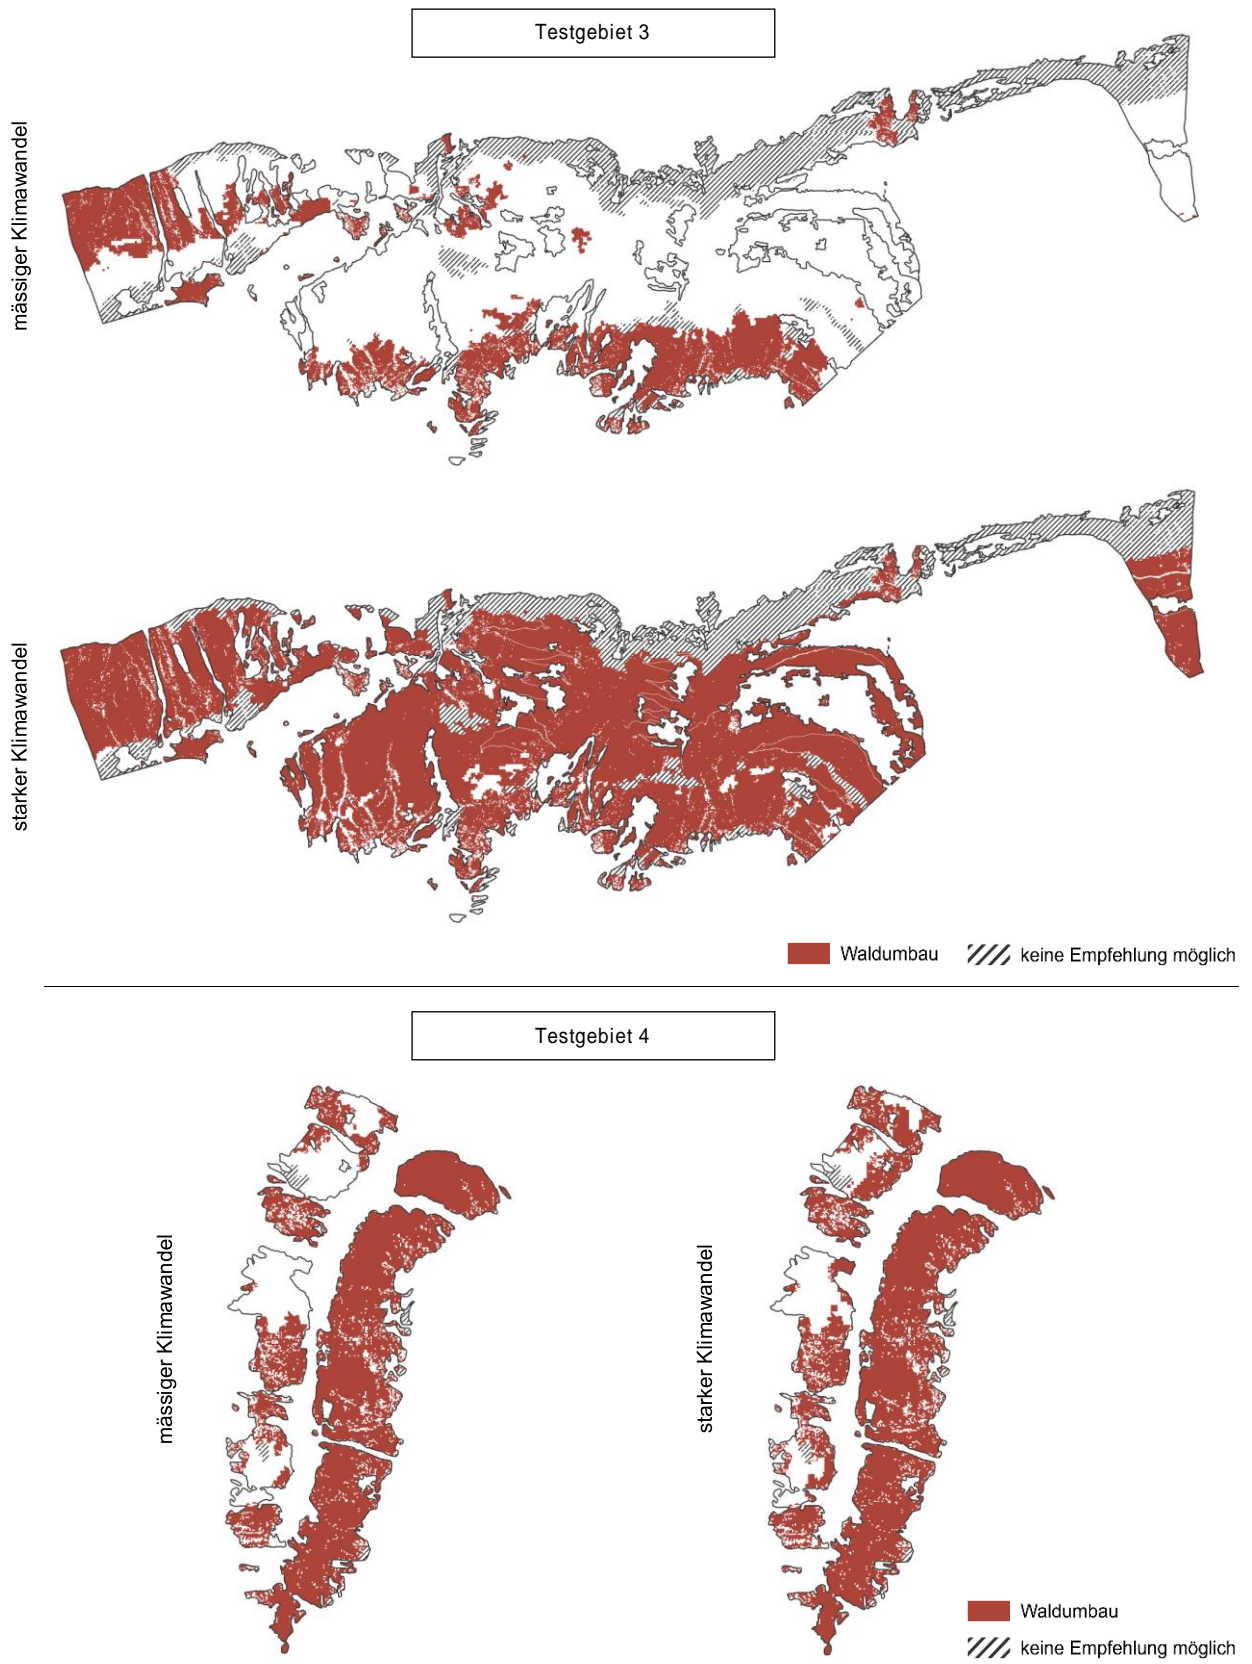 Testgebiet 3
mässiger Klimawandel
starker Klimawandel
Waldumbau
keine Empfehlung möglich
Testgebiet 4
mässiger Klimawandel
starker Klimawandel
Waldumbau
keine Empfehlung möglich